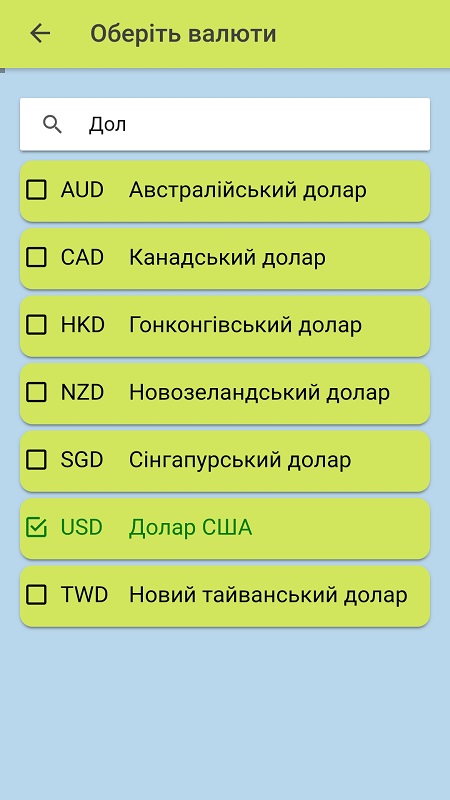 Оберіть валюти
Дол
AUD Австралійський долар
CAD Канадський долар
HKD Гонконгівський долар
NZD Новозеландський долар
SGD Сінгапурський долар
USD Долар США
TWD Новий тайванський долар